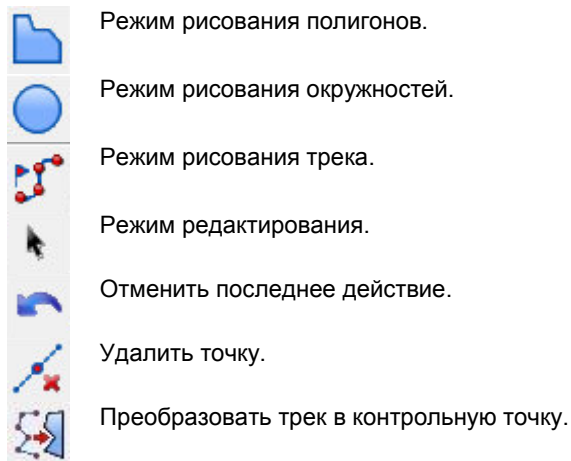 Режим рисования полигонов.
Режим рисования окружностей.
Режим рисования трека.
Режим редактирования.
Отменить последнее действие.
Удалить точку.
Преобразовать трек в контрольную точку.